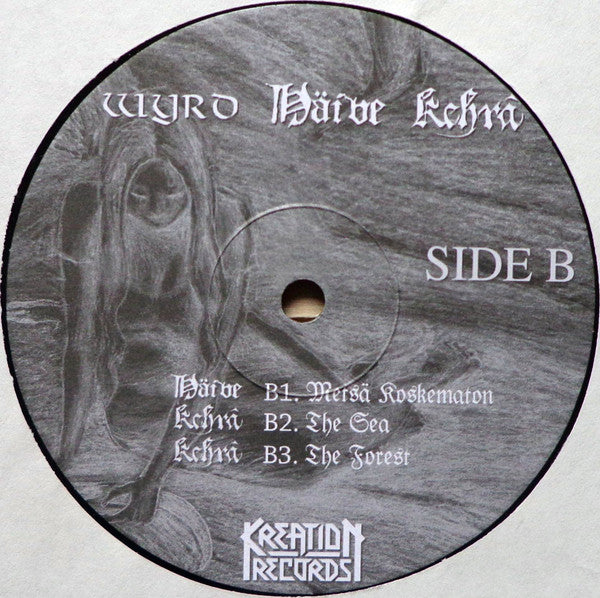 WYRD Häive Kehrä
SIDE B
Häive B1. Metsä Koskematon
Kehrä B2. The Sea
Kehrä B3. The Forest
KREATION
RECORDS